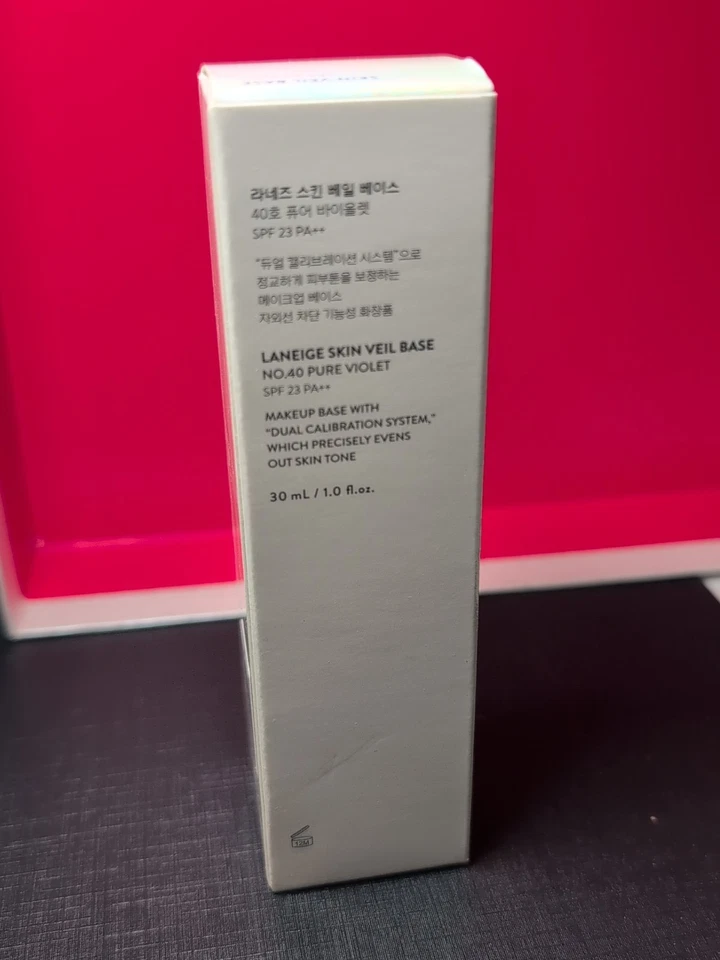 SKIN VEIL BASE
라네즈 스킨 베일 베이스
40호 퓨어 바이올렛
SPF 23 PA++
"듀얼 캘리브레이션 시스템"으로
정교하게 피부톤을 보정하는
메이크업 베이스
자외선 차단 기능성 화장품
LANEIGE SKIN VEIL BASE
NO.40 PURE VIOLET
SPF 23 PA++
MAKEUP BASE WITH
"DUAL CALIBRATION SYSTEM,"
WHICH PRECISELY EVENS
OUT SKIN TONE
30 mL / 1.0 fl.oz.
12M